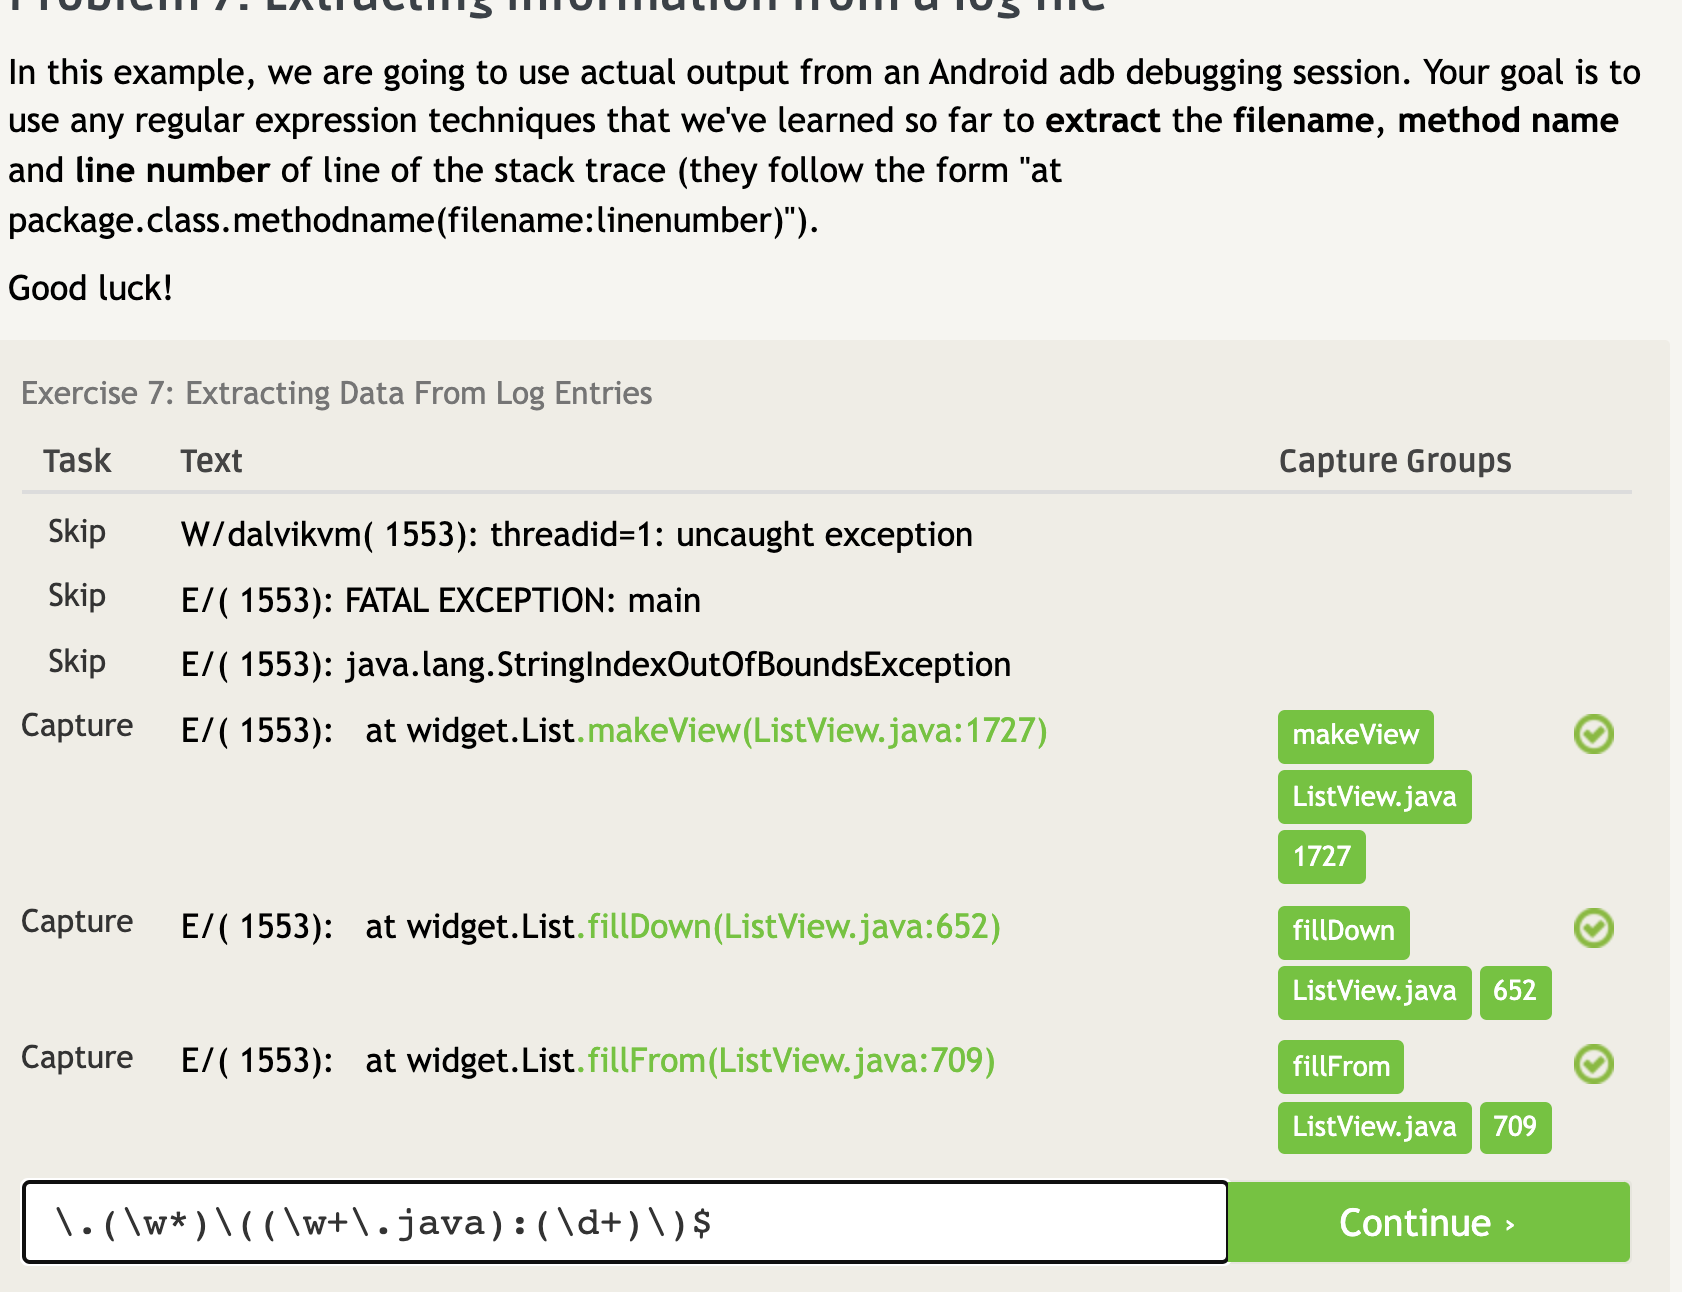 Problem 7: Extracting information from a log file
In this example, we are going to use actual output from an Android adb debugging session. Your goal is to
use any regular expression techniques that we've learned so far to extract the filename, method name
and line number of line of the stack trace (they follow the form "at
package.class.methodname(filename:linenumber)").
Good luck!
Exercise 7: Extracting Data From Log Entries
Task Text Capture Groups
Skip W/dalvikvm( 1553): threadid=1: uncaught exception
Skip E/( 1553): FATAL EXCEPTION: main
Skip E/( 1553): java.lang.StringIndexOutOfBoundsException
Capture E/( 1553):   at widget.List.makeView(ListView.java:1727) makeView
ListView.java
1727
Capture E/( 1553):   at widget.List.fillDown(ListView.java:652) fillDown
ListView.java 652
Capture E/( 1553):   at widget.List.fillFrom(ListView.java:709) fillFrom
ListView.java 709
\.(\w*)\((\w+\.java):(\d+)\)$ Continue ›